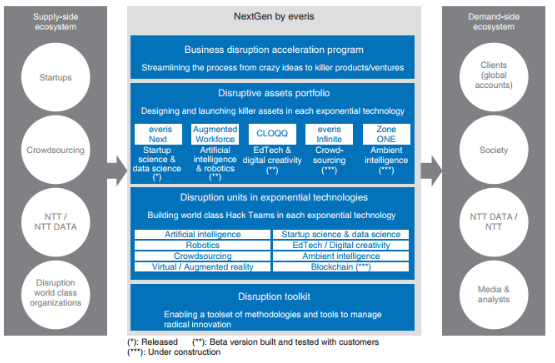 Supply-side
ecosystem
Startups
Crowdsourcing
NTT /
NTT DATA
Disruption
world class
organizations
NextGen by everis
Business disruption acceleration program
Streamlining the process from crazy ideas to killer products/ventures
Disruptive assets portfolio
Designing and launching killer assets in each exponential technology
everis
Next
Startup
science &
data science
(*)
Augmented
Workforce
Artificial
intelligence
& robotics
(**)
CLOQQ
EdTech &
digital creativity
(**)
everis
Infinite
Crowd-
sourcing
(***)
Zone
ONE
Ambient
intelligence
(***)
Disruption units in exponential technologies
Building world class Hack Teams in each exponential technology
Artificial intelligence
Robotics
Crowdsourcing
Virtual / Augmented reality
Startup science & data science
EdTech / Digital creativity
Ambient intelligence
Blockchain (***)
Disruption toolkit
Enabling a toolset of methodologies and tools to manage
radical innovation
(*): Released (**): Beta version built and tested with customers
(***): Under construction
Demand-side
ecosystem
Clients
(global
accounts)
Society
NTT DATA /
NTT
Media &
analysts